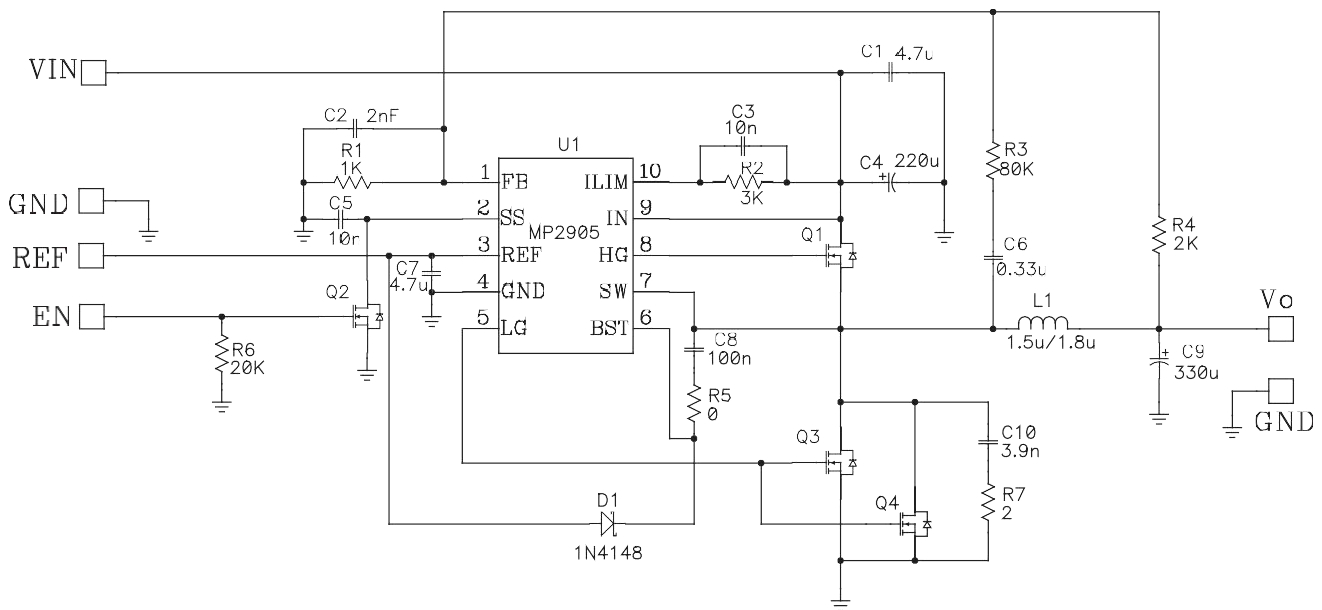 VIN
C1 4.7u
C2 2nF
R1
1K
C3
10n
U1
R2
3K
C4 220u
R3
80K
1 FB
ILIM 10
GND
C5
10r
2 SS
IN 9
MP2905
Q1
R4
2K
REF
3 REF
HG 8
C7
4.7u
C6
0.33u
4 GND
SW 7
EN
Q2
L1
1.5u/1.8u
Vo
5 LG
BST 6
R6
20K
C8
100n
C9
330u
R5
0
GND
Q3
C10
3.9n
D1
1N4148
Q4
R7
2
+
+